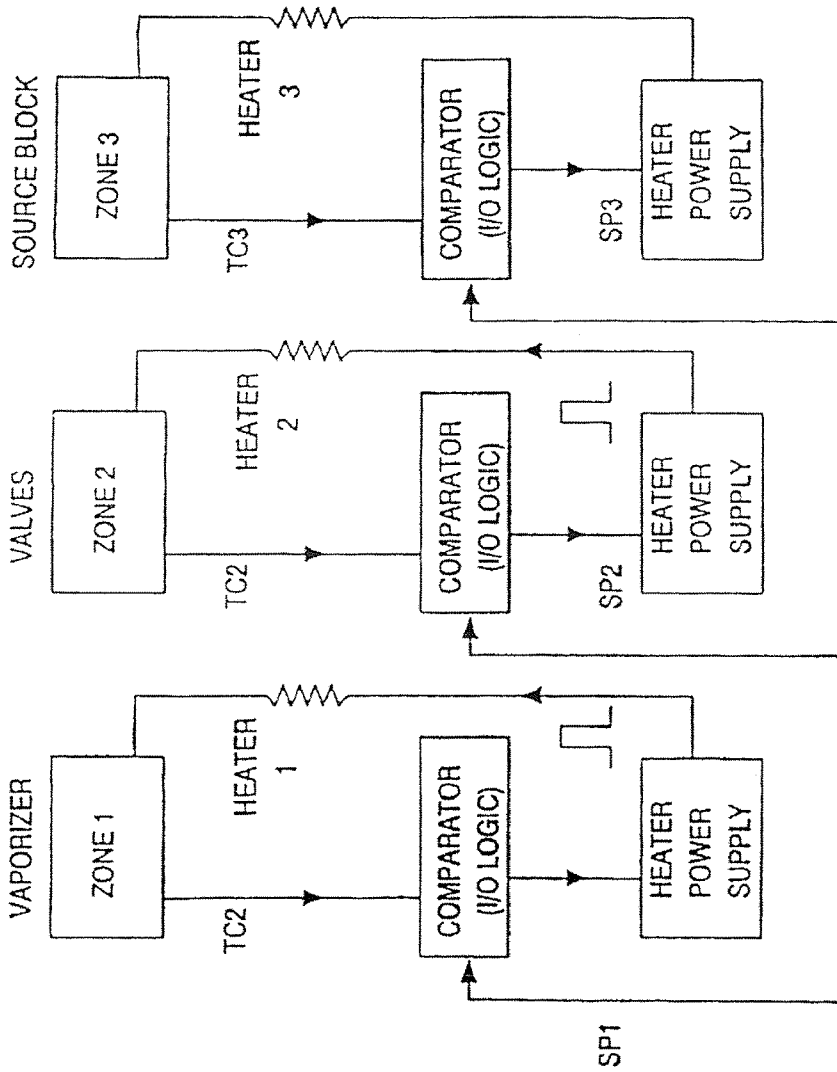 VAPORIZER
ZONE 1
TC2
HEATER
1
COMPARATOR
(I/O LOGIC)
SP1
HEATER
POWER
SUPPLY
VALVES
ZONE 2
TC2
HEATER
2
COMPARATOR
(I/O LOGIC)
SP2
HEATER
POWER
SUPPLY
SOURCE BLOCK
ZONE 3
TC3
HEATER
3
COMPARATOR
(I/O LOGIC)
SP3
HEATER
POWER
SUPPLY